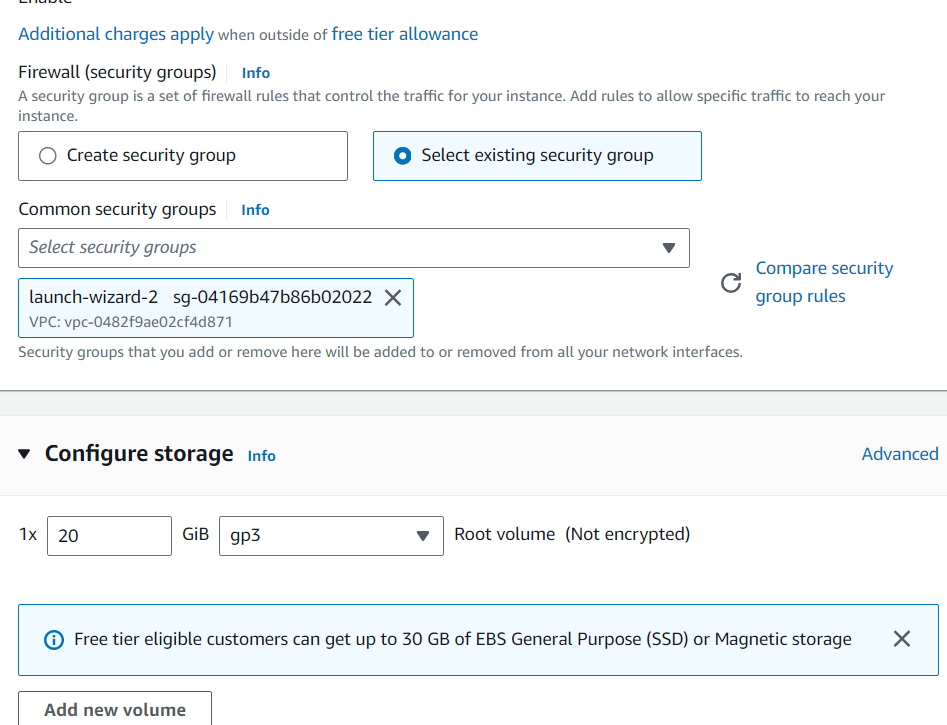 Enable
Additional charges apply when outside of free tier allowance
Firewall (security groups) Info
A security group is a set of firewall rules that control the traffic for your instance. Add rules to allow specific traffic to reach your
instance.
Create security group
Select existing security group
Common security groups Info
Select security groups
Compare security
group rules
launch-wizard-2 sg-04169b47b86b02022
VPC: vpc-0482f9ae02cf4d871
Security groups that you add or remove here will be added to or removed from all your network interfaces.
Configure storage Info
Advanced
1x 20 GiB gp3 Root volume (Not encrypted)
Free tier eligible customers can get up to 30 GB of EBS General Purpose (SSD) or Magnetic storage
Add new volume